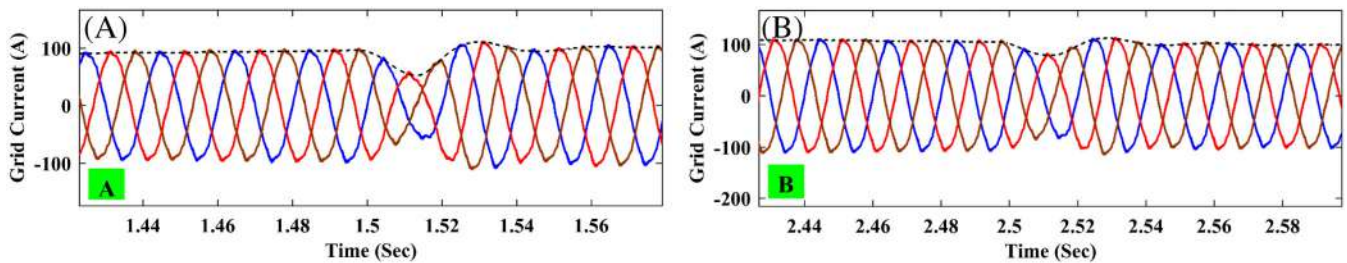 (A)
Grid Current (A)
100
0
-100
A
1.44 1.46 1.48 1.5 1.52 1.54 1.56
Time (Sec)
(B)
Grid Current (A)
100
0
-100
-200
B
2.44 2.46 2.48 2.5 2.52 2.54 2.56 2.58
Time (Sec)